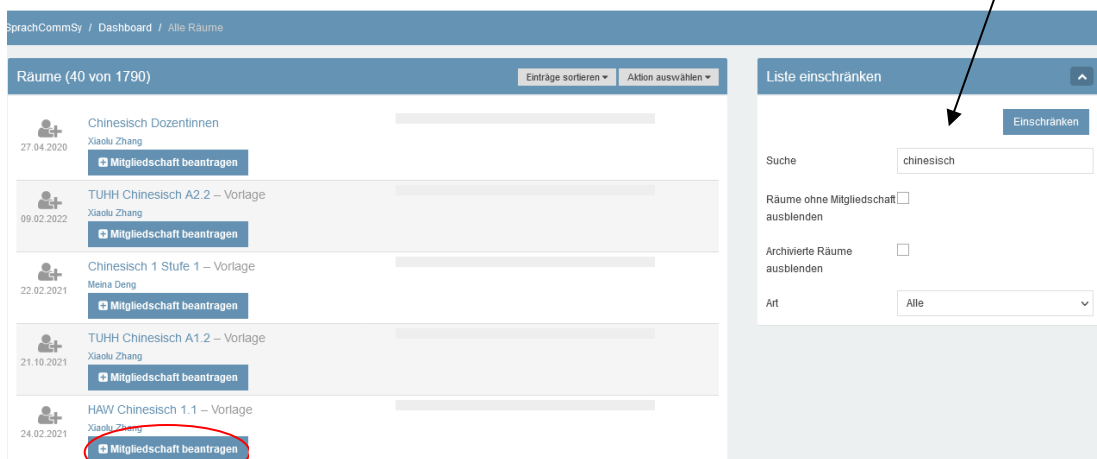 SprachCommSy / Dashboard / Alle Räume
Räume (40 von 1790)
Einträge sortieren
Aktion auswählen
Chinesisch Dozentinnen
27.04.2020
Xiaolu Zhang
Mitgliedschaft beantragen
TUHH Chinesisch A2.2 – Vorlage
09.02.2022
Xiaolu Zhang
Mitgliedschaft beantragen
Chinesisch 1 Stufe 1 – Vorlage
22.02.2021
Meina Deng
Mitgliedschaft beantragen
TUHH Chinesisch A1.2 – Vorlage
21.10.2021
Xiaolu Zhang
Mitgliedschaft beantragen
HAW Chinesisch 1.1 – Vorlage
24.02.2021
Xiaolu Zhang
Mitgliedschaft beantragen
Liste einschränken
Einschränken
Suche chinesisch
Räume ohne Mitgliedschaft
ausblenden
Archivierte Räume
ausblenden
Art Alle